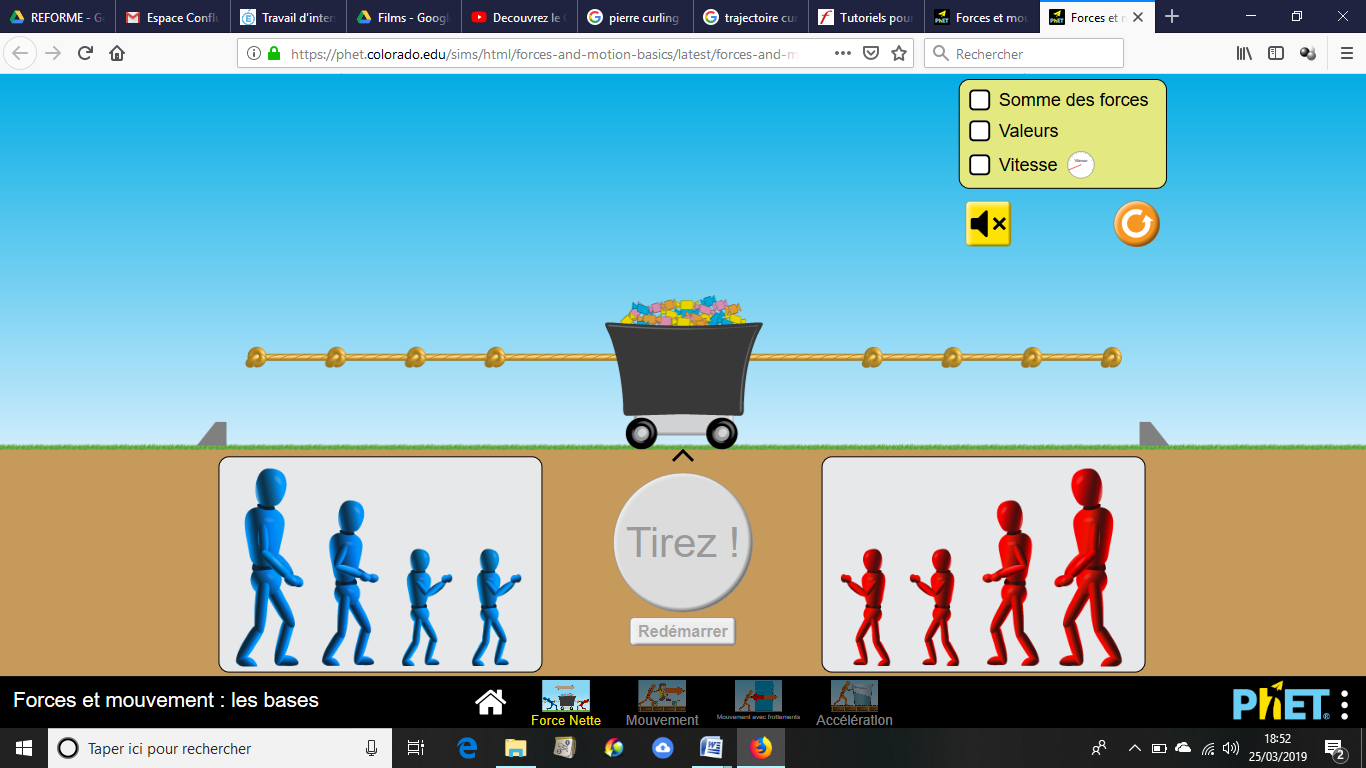 REFORME - G
Espace Confl
Travail d'inter
Films - Googl
Decouvrez le
pierre curling
trajectoire cur
Tutoriels pour
Forces et mou
Forces et m
https://phet.colorado.edu/sims/html/forces-and-motion-basics/latest/forces-and-m
Rechercher
Somme des forces
Valeurs
Vitesse
Tirez !
Redémarrer
Forces et mouvement : les bases
Force Nette
Mouvement
Mouvement avec frottements
Accélération
PhET
Taper ici pour rechercher
18:52
25/03/2019
2